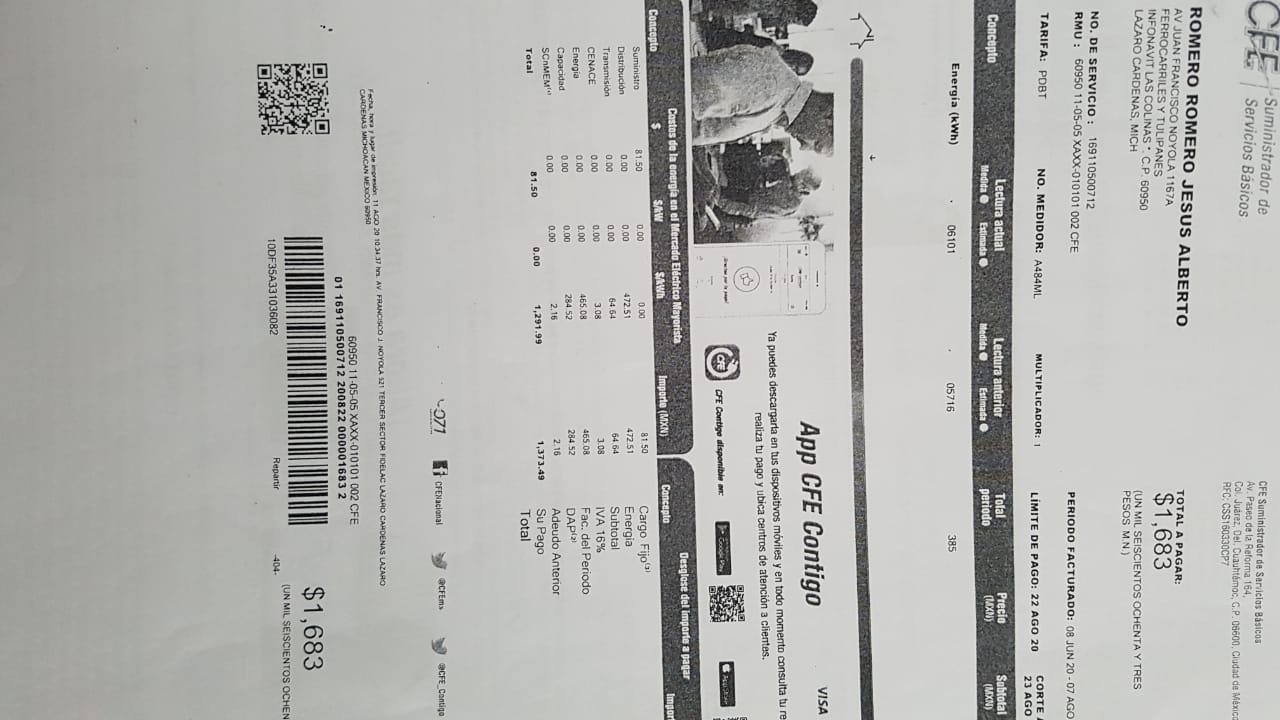 CFE Suministrador de
Servicios Básicos
CFE Suministrador de Servicios Básicos
Av. Paseo de la Reforma 164,
Col. Juárez, Del. Cuauhtémoc, C.P. 06600, Ciudad de México
RFC: CSS160330CP7
ROMERO ROMERO JESUS ALBERTO
AV JUAN FRANCISCO NOYOLA 1167A
FERROCARRILES Y TULIPANES
INFONAVIT LAS COLINAS *. C.P. 60950
LAZARO CARDENAS, MICH
TOTAL A PAGAR:
$1,683
(UN MIL SEISCIENTOS OCHENTA Y TRES
PESOS M.N.)
NO. DE SERVICIO : 169110500712
RMU : 60950 11-05-05 XAXX-010101 002 CFE
PERIODO FACTURADO: 08 JUN 20 - 07 AGO
TARIFA: PDBT NO. MEDIDOR: A484ML MULTIPLICADOR: 1
LÍMITE DE PAGO: 22 AGO 20 CORTE A
23 AGO
Concepto Lectura actual Lectura anterior Total periodo Precio (MXN) Subtotal (MXN)
Medida Estimada Medida Estimada
Energía (kWh) 06101 05716 385
App CFE Contigo
VISA
Ya puedes descargarla en tus dispositivos móviles y en todo momento consulta tu re
realiza tu pago y ubica centros de atención a clientes.
CFE
CFE Contigo disponible en:
Google Play
App Store
Costos de la energía en el Mercado Eléctrico Mayorista
Concepto $ $/kW $/kWh Importe (MXN)
Suministro 81.50 0.00 0.00 81.50
Distribución 0.00 0.00 472.51 472.51
Transmisión 0.00 0.00 64.64 64.64
CENACE 0.00 0.00 3.08 3.08
Energía 0.00 0.00 465.08 465.08
Capacidad 0.00 0.00 284.52 284.52
SCnMEM 0.00 0.00 2.16 2.16
Total 81.50 0.00 1,291.99 1,373.49
Desglose del importe a pagar
Concepto Impor
Cargo Fijo
Energía
Subtotal
IVA 16%
Fac. del Periodo
DAP
Adeudo Anterior
Su Pago
Total
071
CFENacional
@CFEmx
@CFE_Contigo
Fecha, hora y lugar de impresión: 11 AGO 20 10:34:37 hrs. AV. FRANCISCO J. NOYOLA 521 TERCER SECTOR FIDELAC LAZARO CARDENAS LAZARO
CARDENAS MICHOACAN MEXICO 60950
60950 11-05-05 XAXX-010101 002 CFE
01 169110500712 200822 000001683 2
10DF35A331036082
Repartir
-404-
$1,683
(UN MIL SEISCIENTOS OCHEN